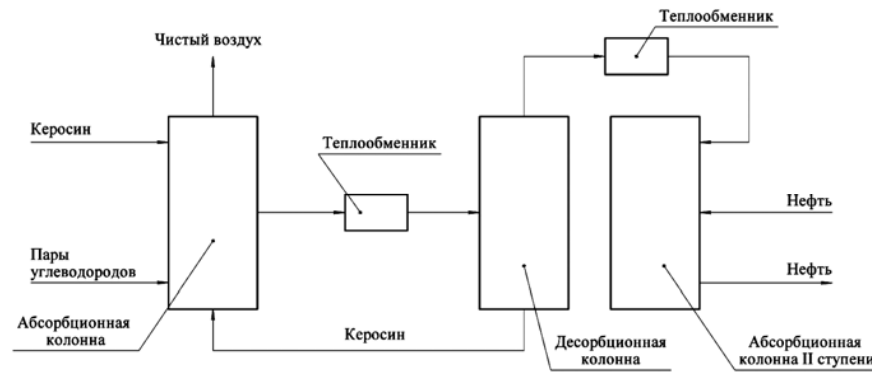 Теплообменник
Чистый воздух
Керосин
Теплообменник
Нефть
Пары
углеводородов
Нефть
Абсорбционная
колонна
Керосин
Десорбционная
колонна
Абсорбционная
колонна II ступени